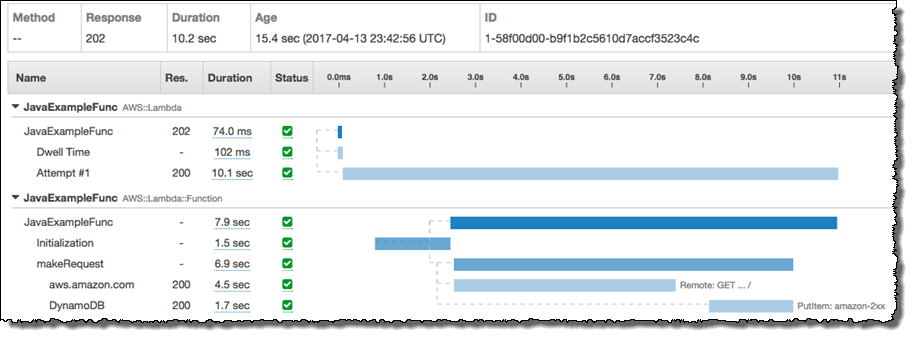 Method Response Duration Age ID
-- 202 10.2 sec 15.4 sec (2017-04-13 23:42:56 UTC) 1-58f00d00-b9f1b2c5610d7accf3523c4c
Name Res. Duration Status 0.0ms 1.0s 2.0s 3.0s 4.0s 5.0s 6.0s 7.0s 8.0s 9.0s 10s 11s
JavaExampleFunc AWS::Lambda
JavaExampleFunc 202 74.0 ms
Dwell Time - 102 ms
Attempt #1 200 10.1 sec
JavaExampleFunc AWS::Lambda::Function
JavaExampleFunc - 7.9 sec
Initialization - 1.5 sec
makeRequest - 6.9 sec
aws.amazon.com 200 4.5 sec Remote: GET ... /
DynamoDB 200 1.7 sec PutItem: amazon-2xx